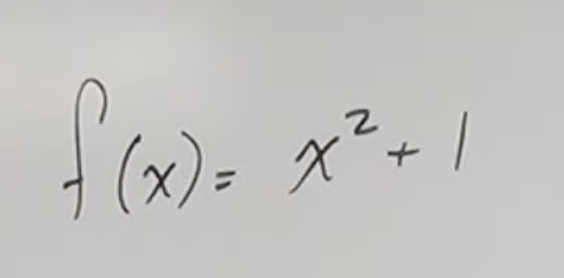 f(x) = x² + 1